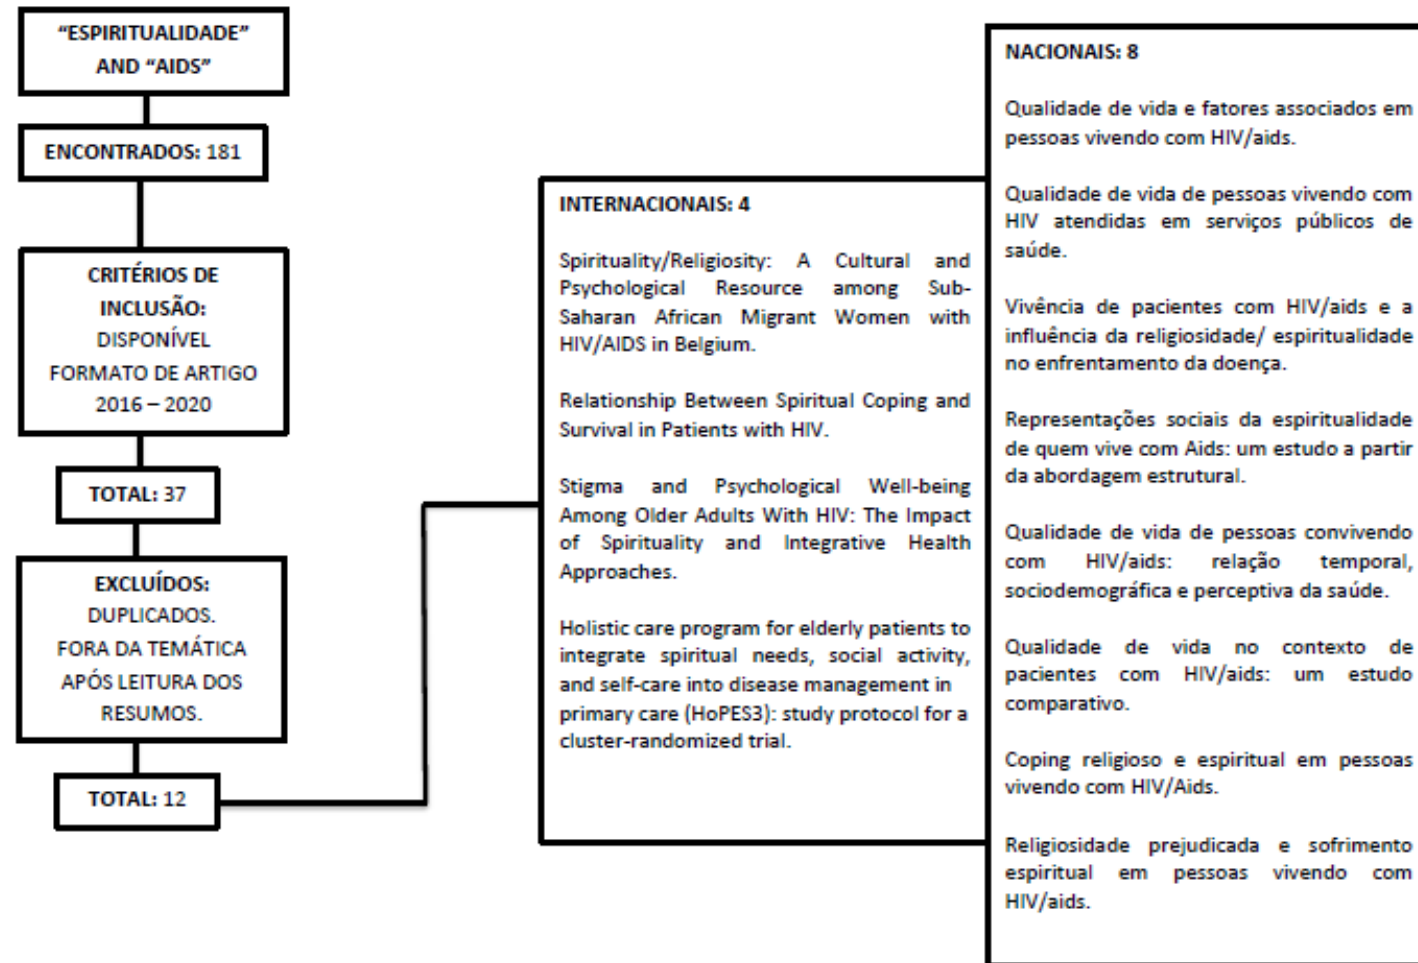 “ESPIRITUALIDADE”
AND “AIDS”
ENCONTRADOS: 181
CRITÉRIOS DE
INCLUSÃO:
DISPONÍVEL
FORMATO DE ARTIGO
2016 – 2020
TOTAL: 37
EXCLUÍDOS:
DUPLICADOS.
FORA DA TEMÁTICA
APÓS LEITURA DOS
RESUMOS.
TOTAL: 12
INTERNACIONAIS: 4
Spirituality/Religiosity: A Cultural and
Psychological Resource among Sub-
Saharan African Migrant Women with
HIV/AIDS in Belgium.
Relationship Between Spiritual Coping and
Survival in Patients with HIV.
Stigma and Psychological Well-being
Among Older Adults With HIV: The Impact
of Spirituality and Integrative Health
Approaches.
Holistic care program for elderly patients to
integrate spiritual needs, social activity,
and self-care into disease management in
primary care (HoPES3): study protocol for a
cluster-randomized trial.
NACIONAIS: 8
Qualidade de vida e fatores associados em
pessoas vivendo com HIV/aids.
Qualidade de vida de pessoas vivendo com
HIV atendidas em serviços públicos de
saúde.
Vivência de pacientes com HIV/aids e a
influência da religiosidade/ espiritualidade
no enfrentamento da doença.
Representações sociais da espiritualidade
de quem vive com Aids: um estudo a partir
da abordagem estrutural.
Qualidade de vida de pessoas convivendo
com HIV/aids: relação temporal,
sociodemográfica e perceptiva da saúde.
Qualidade de vida no contexto de
pacientes com HIV/aids: um estudo
comparativo.
Coping religioso e espiritual em pessoas
vivendo com HIV/Aids.
Religiosidade prejudicada e sofrimento
espiritual em pessoas vivendo com
HIV/aids.